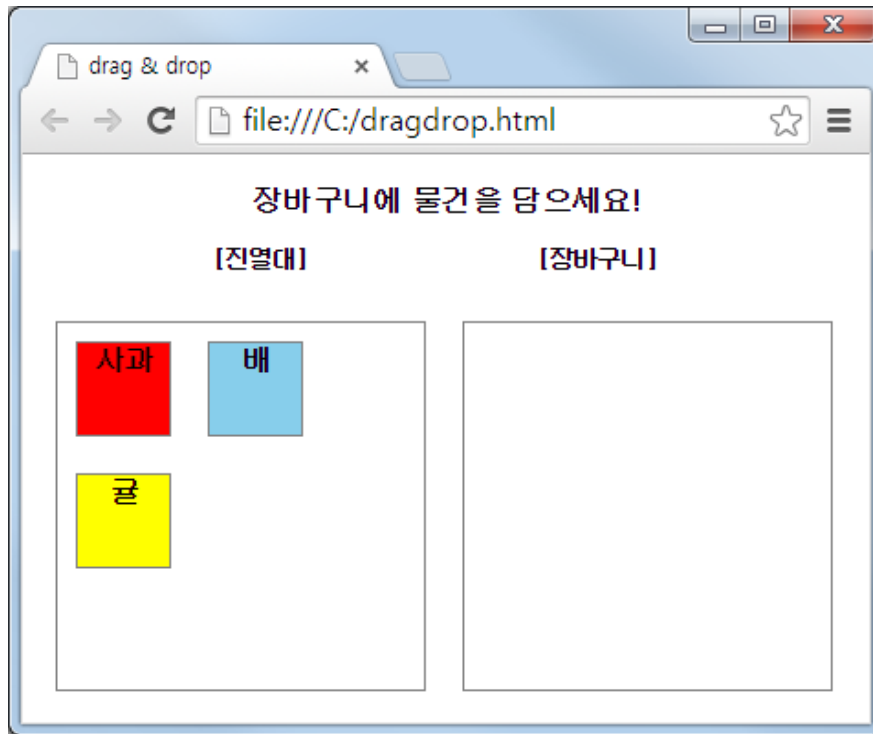 drag & drop
file:///C:/dragdrop.html
장바구니에 물건을 담으세요!
[진열대] [장바구니]
사과 배
귤